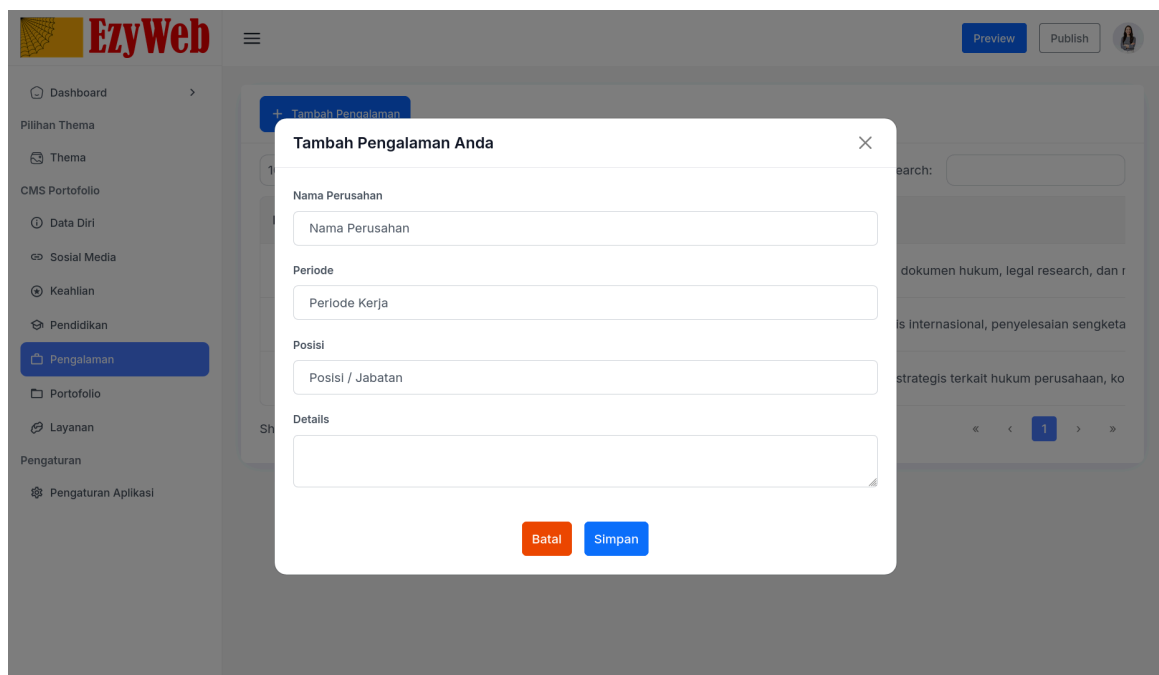 EzyWeb
Preview
Publish
Dashboard
Pilihan Thema
Thema
CMS Portofolio
Data Diri
Sosial Media
Keahlian
Pendidikan
Pengalaman
Portofolio
Layanan
Pengaturan
Pengaturan Aplikasi
+ Tambah Pengalaman
earch:
dokumen hukum, legal research, dan r
is internasional, penyelesaian sengketa
strategis terkait hukum perusahaan, ko
Sh
« ‹ 1 › »
Tambah Pengalaman Anda
Nama Perusahan
Nama Perusahan
Periode
Periode Kerja
Posisi
Posisi / Jabatan
Details
Batal Simpan